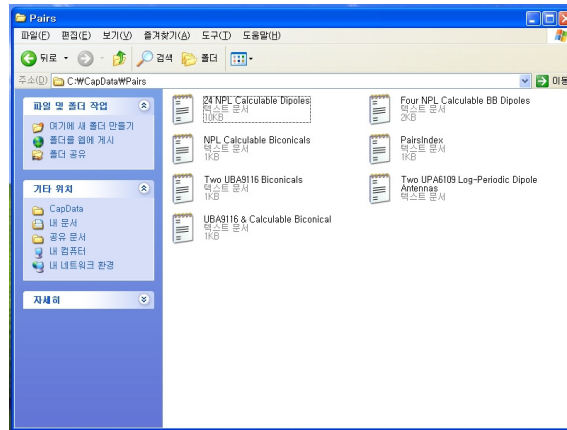 Pairs
파일(F) 편집(E) 보기(V) 즐겨찾기(A) 도구(T) 도움말(H)
뒤로 검색 폴더
주소(D) C:₩CapData₩Pairs 이동
파일 및 폴더 작업
여기에 새 폴더 만들기
폴더를 웹에 게시
폴더 공유
기타 위치
CapData
내 문서
공유 문서
내 컴퓨터
내 네트워크 환경
자세히
24 NPL Calculable Dipoles
텍스트 문서
10KB
Four NPL Calculable BB Dipoles
텍스트 문서
2KB
NPL Calculable Biconicals
텍스트 문서
1KB
PairsIndex
텍스트 문서
1KB
Two UBA9116 Biconicals
텍스트 문서
1KB
Two UPA6109 Log-Periodic Dipole
Antennas
텍스트 문서
1KB
UBA9116 & Calculable Biconical
텍스트 문서
1KB